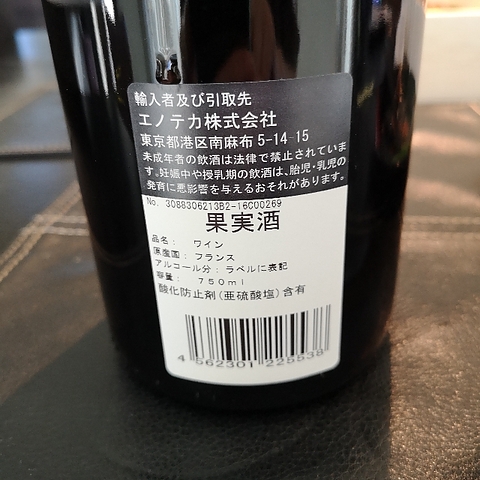 輸入者及び引取先
エノテカ株式会社
東京都港区南麻布 5-14-15
未成年者の飲酒は法律で禁止されていま
す。妊娠中や授乳期の飲酒は、胎児・乳児の
発育に悪影響を与えるおそれがあります。
No. 3088306213B2-16C00269
果実酒
品名： ワイン
原産国：フランス
アルコール分：ラベルに表記
容量： 750ml
酸化防止剤(亜硫酸塩)含有
4 562301 225538